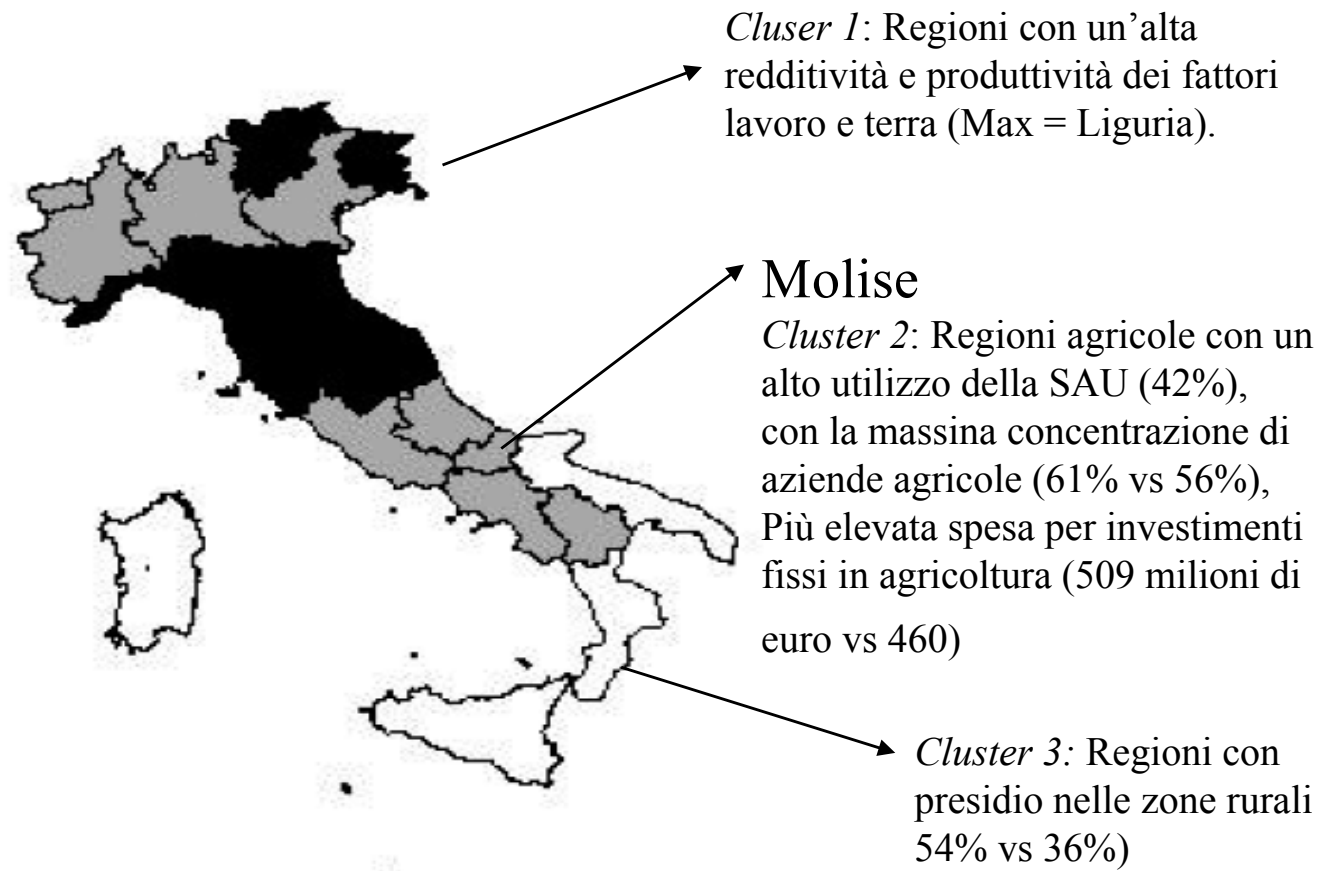 Cluser 1: Regioni con un’alta
redditività e produttività dei fattori
lavoro e terra (Max = Liguria).
Molise
Cluster 2: Regioni agricole con un
alto utilizzo della SAU (42%),
con la massina concentrazione di
aziende agricole (61% vs 56%),
Più elevata spesa per investimenti
fissi in agricoltura (509 milioni di
euro vs 460)
Cluster 3: Regioni con
presidio nelle zone rurali
54% vs 36%)